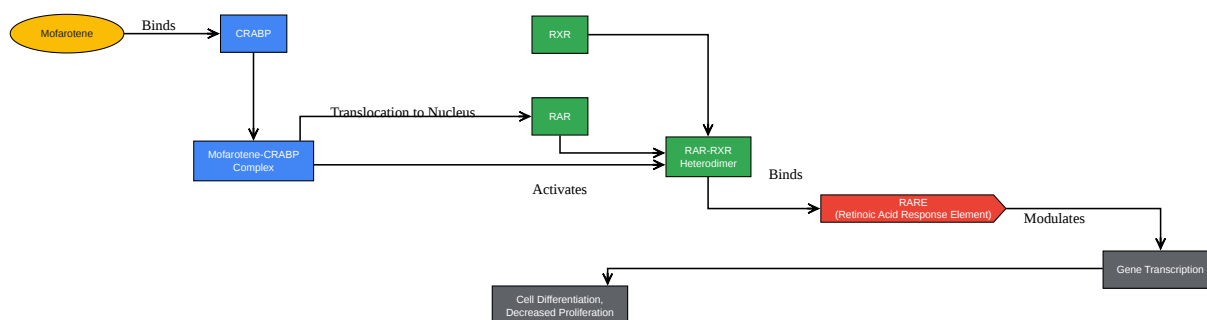 Mofarotene
Binds
CRABP
RXR
Translocation to Nucleus
RAR
Mofarotene-CRABP
Complex
RAR-RXR
Heterodimer
Activates
Binds
RARE
(Retinoic Acid Response Element)
Modulates
Gene Transcription
Cell Differentiation,
Decreased Proliferation